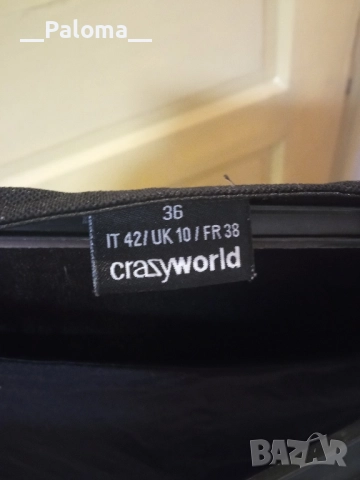 __Paloma__
36
IT 42/ UK 10 / FR 38
crazyworld
BAZAR